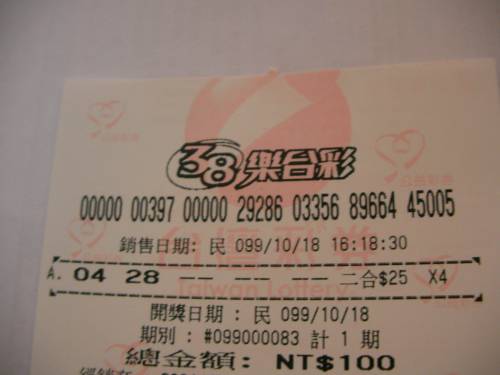 38樂合彩
00000 00397 00000 29286 03356 89664 45005
銷售日期: 民 099/10/18 16:18:30
A. 04 28 -- -- -- -- 二合$25 X4
Taiwan Lottery
開獎日期: 民 099/10/18
期別: #099000083 計 1 期
總金額: NT$100